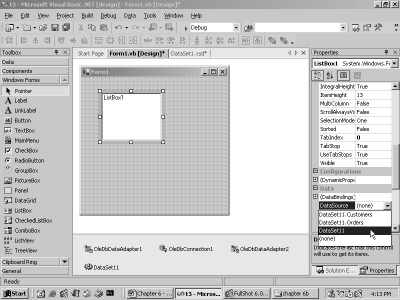 t3 - Microsoft Visual Basic .NET [design] - Form1.vb [Design]*
File Edit View Project Build Debug Data Tools Window Help
Toolbox
Data
Components
Windows Forms
Pointer
Label
LinkLabel
Button
TextBox
MainMenu
CheckBox
RadioButton
GroupBox
PictureBox
Panel
DataGrid
ListBox
CheckedListBox
ComboBox
ListView
TreeView
Clipboard Ring
General
Start Page Form1.vb [Design]* DataSet1.xsd*
Form1
ListBox1
OleDbDataAdapter1 OleDbConnection1 OleDbDataAdapter2
DataSet11
Properties
ListBox1 System.Windows.F
IntegralHeight True
ItemHeight 13
MultiColumn False
ScrollAlwaysVi False
SelectionMode One
Sorted False
TabIndex 0
TabStop True
UseTabStops True
Visible True
Configurations
(DynamicPrope
Data
(DataBindings)
DataSource (none)
DataSet11.Customers
DataSet11.Orders
DataSet11
(none)
Indicates the list that this control
will use to get its items.
Solution E... Properties
Ready
Start Chapter 6 - ... t3 - Micros... FullShot 6.0... chapter 6b 4:13 PM